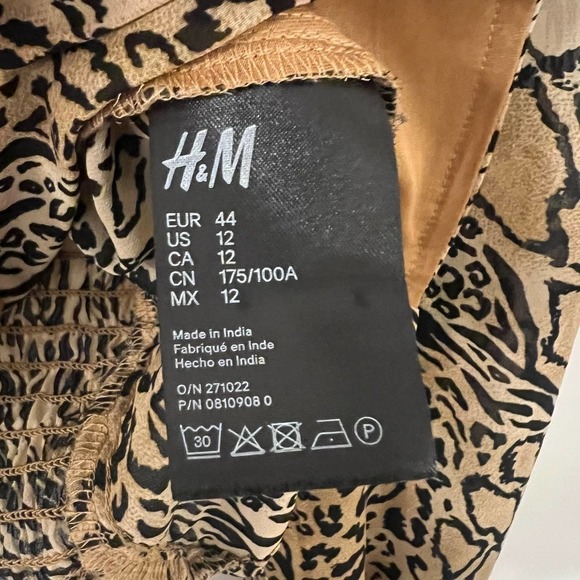 H&M
EUR 44
US 12
CA 12
CN 175/100A
MX 12
Made in India
Fabriqué en Inde
Hecho en India
O/N 271022
P/N 0810908 0
30 P